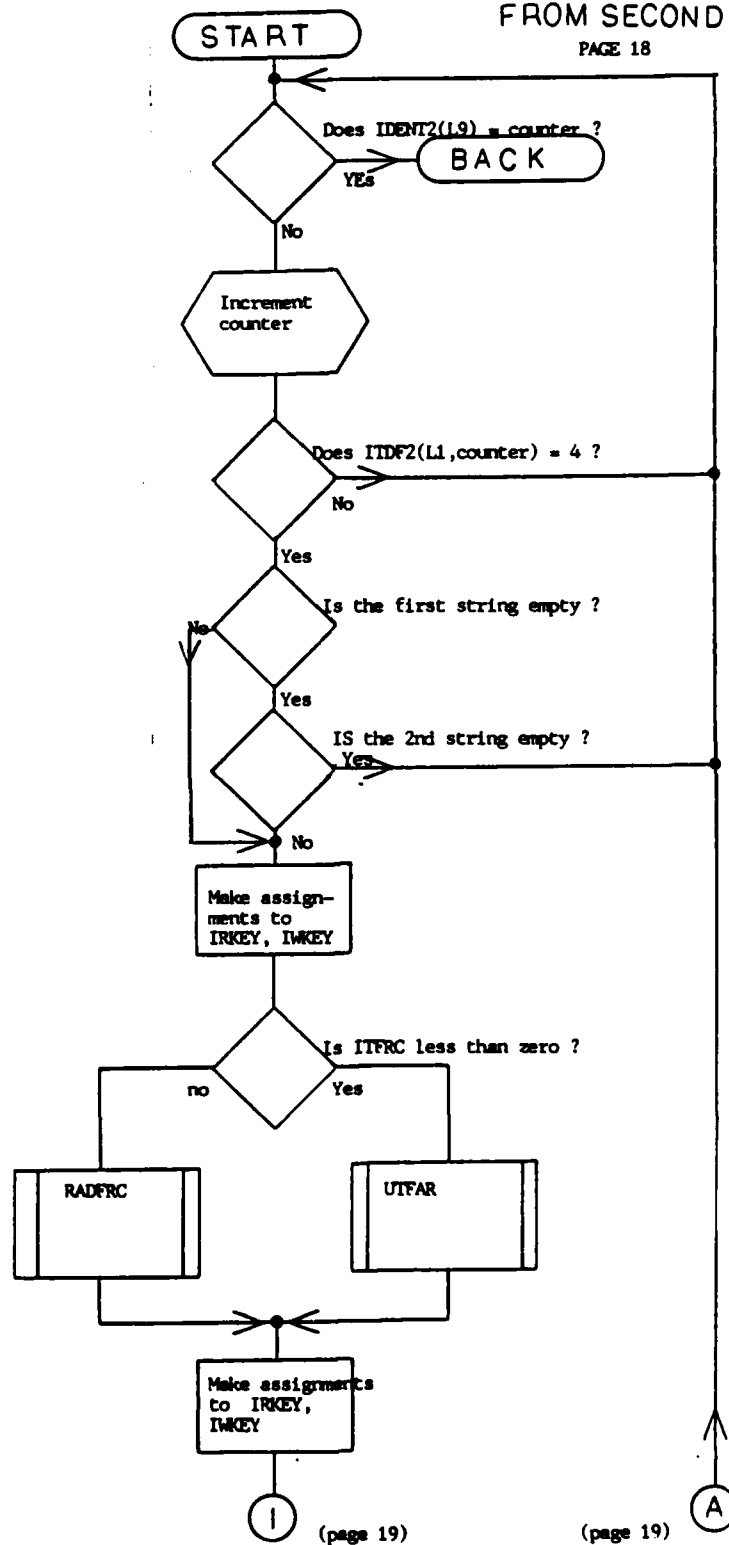 FROM SECOND
START
PAGE 18
Does IDENT2(L9) = counter ?
BACK
YEs
No
Increment
counter
Does ITDF2(L1,counter) = 4 ?
No
Yes
Is the first string empty ?
No
Yes
IS the 2nd string empty ?
Yes
No
Make assign-
ments to
IRKEY, IWKEY
Is ITFRC less than zero ?
no
Yes
RADFRC
UTFAR
Make assignments
to IRKEY,
IWKEY
1
(page 19)
(page 19)
A